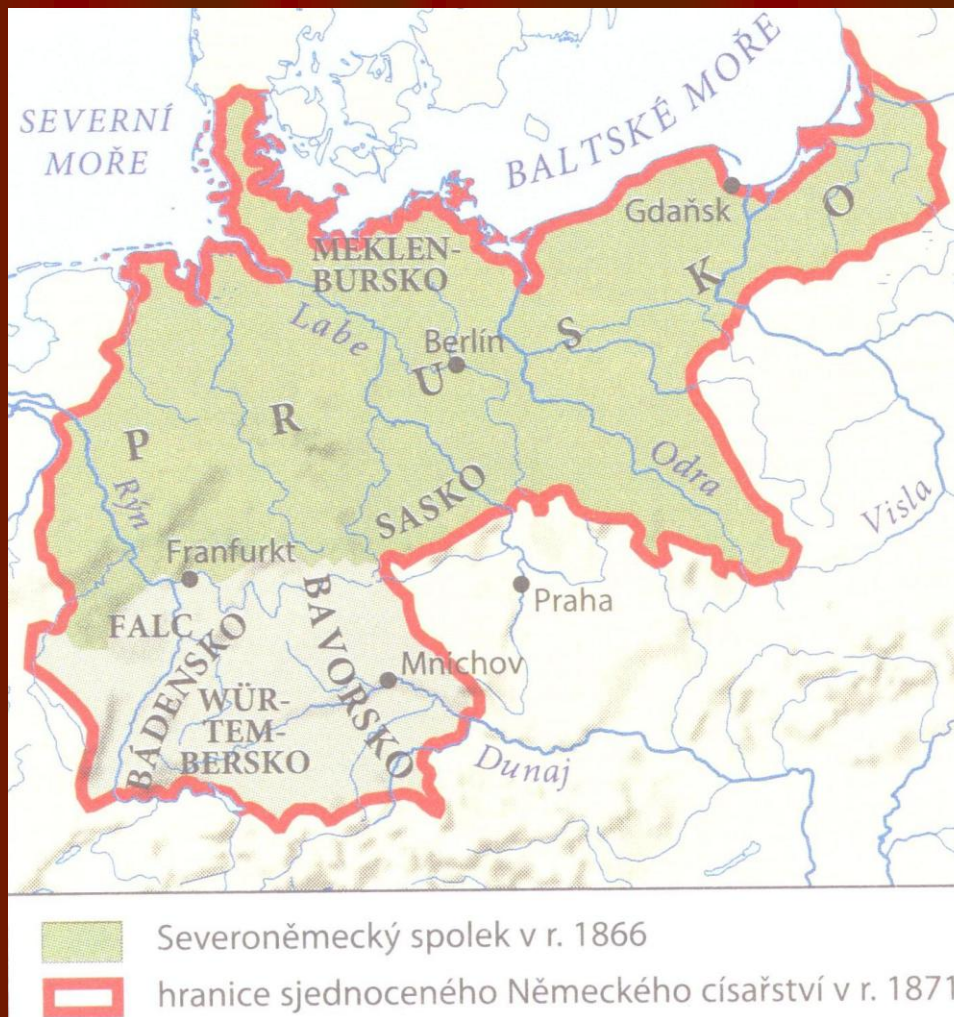 SEVERNÍ
MOŘE
BALTSKÉ MOŘE
Gdaňsk
MEKLEN-
BURSKO
Labe
Berlín
PRUSKO
Rýn
SASKO
Odra
Visla
Franfurkt
Praha
FALC
BÁDENSKO
BAVORSKO
Mnichov
WÜR-
TEM-
BERSKO
Dunaj
Severoněmecký spolek v r. 1866
hranice sjednoceného Německého císařství v r. 1871